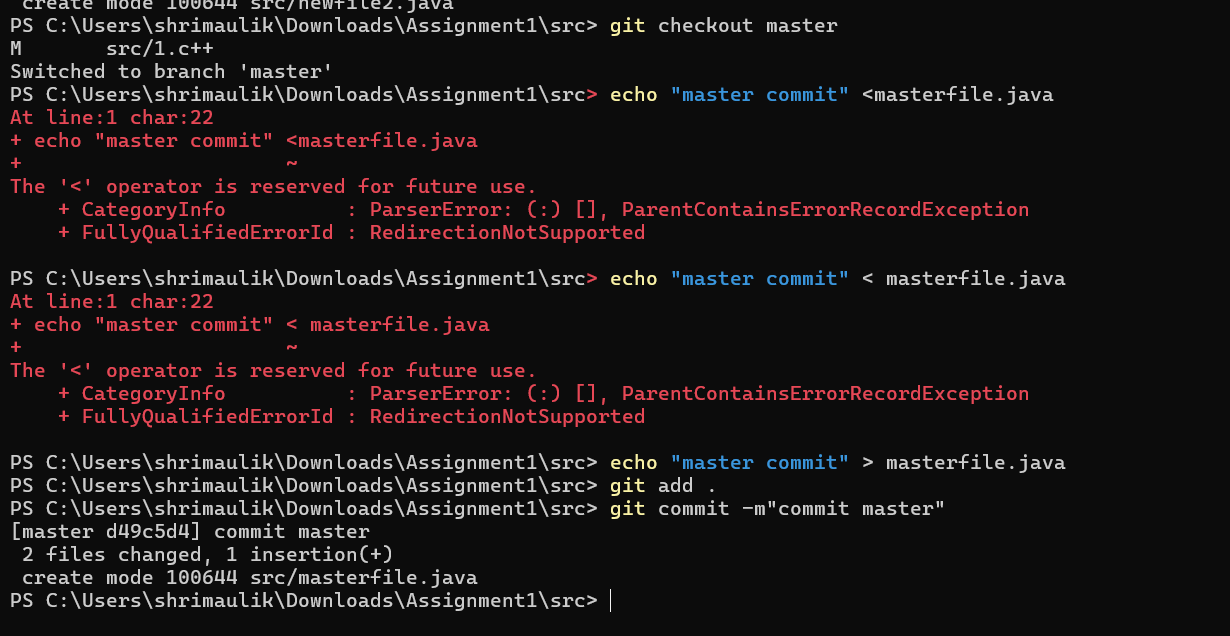 create mode 100644 src/newfile2.java
PS C:\Users\shrimaulik\Downloads\Assignment1\src> git checkout master
M       src/1.c++
Switched to branch 'master'
PS C:\Users\shrimaulik\Downloads\Assignment1\src> echo "master commit" <masterfile.java
At line:1 char:22
+ echo "master commit" <masterfile.java
+                      ~
The '<' operator is reserved for future use.
    + CategoryInfo          : ParserError: (:) [], ParentContainsErrorRecordException
    + FullyQualifiedErrorId : RedirectionNotSupported
PS C:\Users\shrimaulik\Downloads\Assignment1\src> echo "master commit" < masterfile.java
At line:1 char:22
+ echo "master commit" < masterfile.java
+                      ~
The '<' operator is reserved for future use.
    + CategoryInfo          : ParserError: (:) [], ParentContainsErrorRecordException
    + FullyQualifiedErrorId : RedirectionNotSupported
PS C:\Users\shrimaulik\Downloads\Assignment1\src> echo "master commit" > masterfile.java
PS C:\Users\shrimaulik\Downloads\Assignment1\src> git add .
PS C:\Users\shrimaulik\Downloads\Assignment1\src> git commit -m"commit master"
[master d49c5d4] commit master
 2 files changed, 1 insertion(+)
 create mode 100644 src/masterfile.java
PS C:\Users\shrimaulik\Downloads\Assignment1\src>